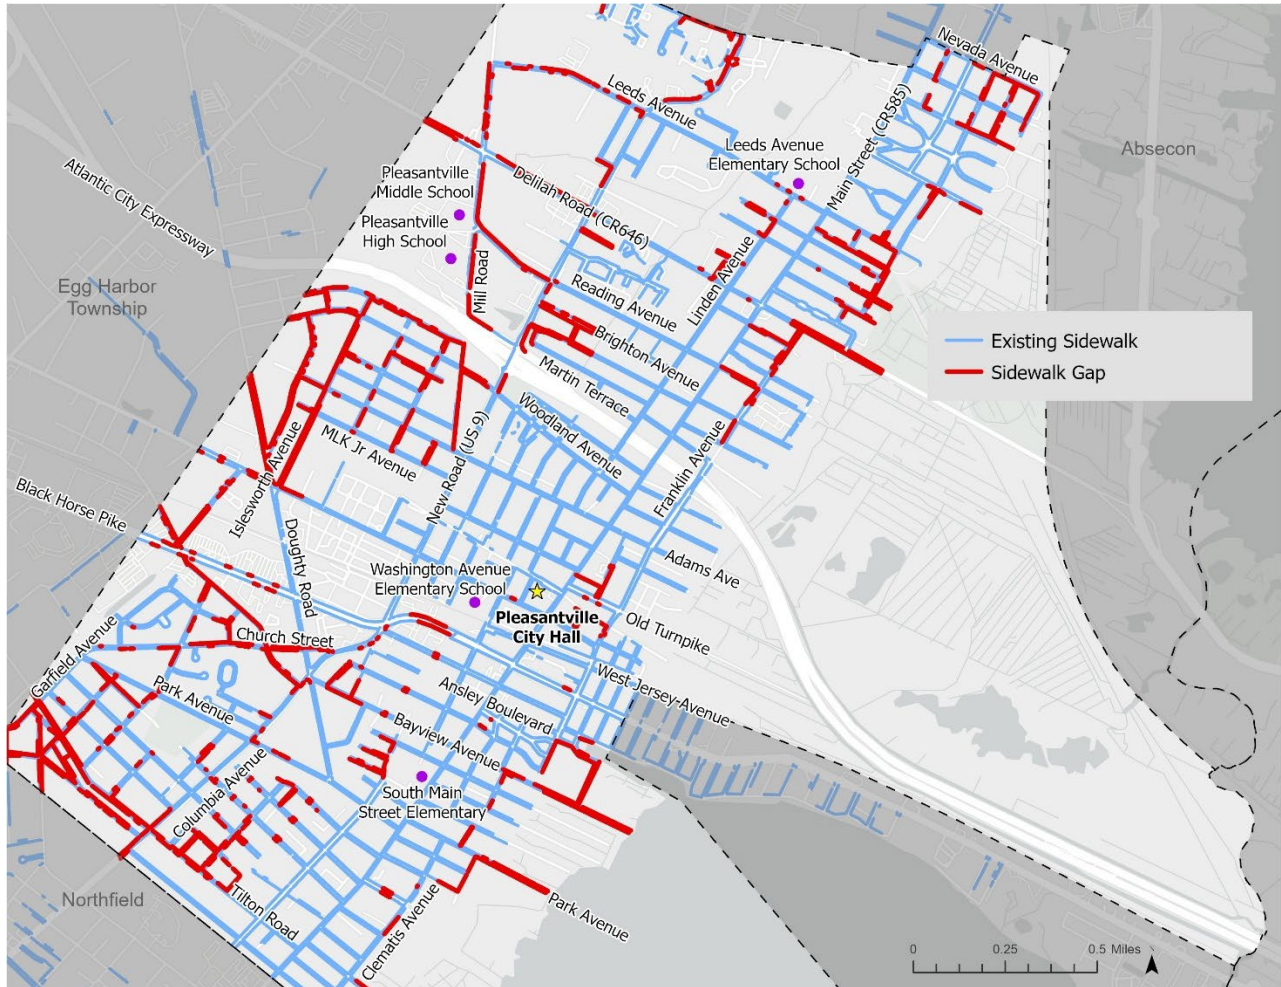 Nevada Avenue
Leeds Avenue
Main Street (CR585)
Absecon
Leeds Avenue
Elementary School
Atlantic City Expressway
Pleasantville
Middle School
Delilah Road (CR646)
Pleasantville
High School
Egg Harbor
Township
Mill Road
Linden Avenue
Reading Avenue
Brighton Avenue
Existing Sidewalk
Sidewalk Gap
Martin Terrace
Woodland Avenue
MLK Jr Avenue
New Road (US 9)
Franklin Avenue
Islesworth Avenue
Black Horse Pike
Doughty Road
Adams Ave
Washington Avenue
Elementary School
Pleasantville
City Hall
Old Turnpike
Church Street
Garfield Avenue
West Jersey Avenue
Park Avenue
Ansley Boulevard
Bayview Avenue
Columbia Avenue
South Main
Street Elementary
Northfield
Tilton Road
Clematis Avenue
Park Avenue
0 0.25 0.5 Miles